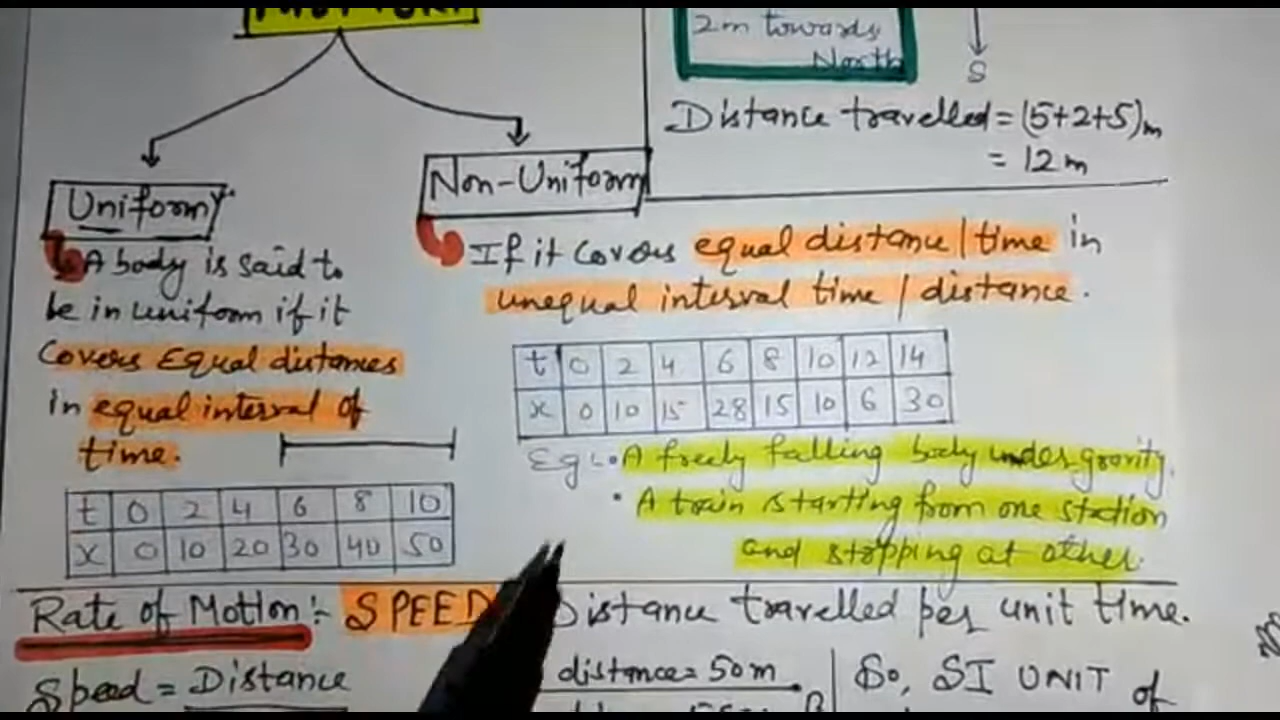 2m towards
North
S
Distance travelled = (5+2+5)m
= 12m
Uniform
Non-Uniform
A body is said to
be in uniform if it
Covers Equal distances
in equal interval of
time.
t 0 2 4 6 8 10
x 0 10 20 30 40 50
If it covers equal distance / time in
unequal interval time / distance.
t 0 2 4 6 8 10 12 14
x 0 10 15 28 15 10 6 30
Eg:- • A freely falling body under gravity.
• A train starting from one station
and stopping at other.
Rate of Motion:- SPEED Distance travelled per unit time.
Speed = Distance
distance = 50m
B
So, SI UNIT of